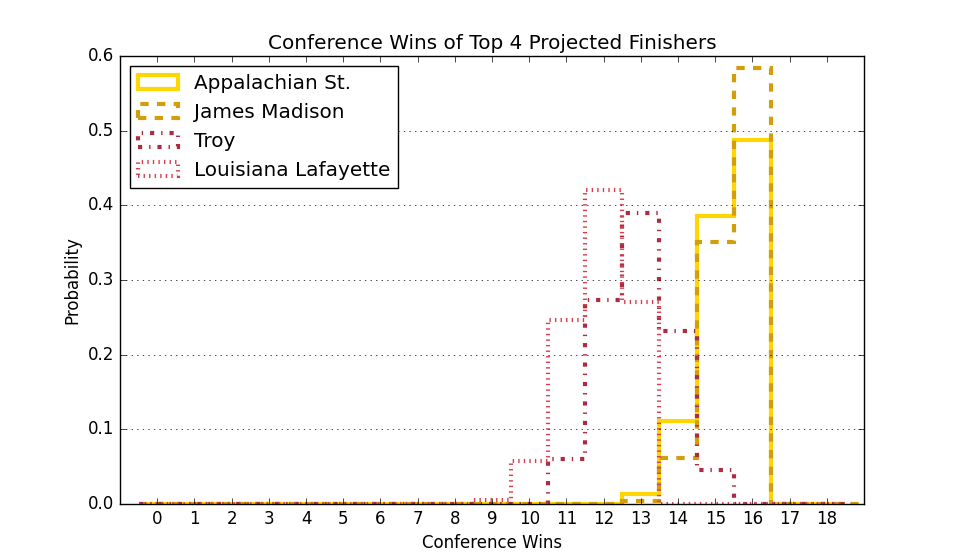 Conference Wins of Top 4 Projected Finishers
Appalachian St.
James Madison
Troy
Louisiana Lafayette
Probability
0.6
0.5
0.4
0.3
0.2
0.1
0.0
0 1 2 3 4 5 6 7 8 9 10 11 12 13 14 15 16 17 18
Conference Wins